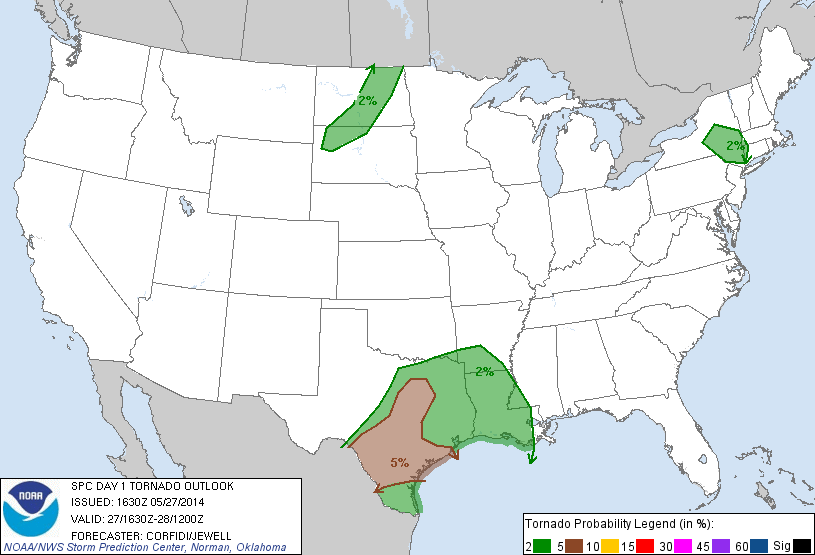 2%
2%
2%
5%
NOAA
SPC DAY 1 TORNADO OUTLOOK
ISSUED: 1630Z 05/27/2014
VALID: 27/1630Z-28/1200Z
FORECASTER: CORFIDI/JEWELL
NOAA/NWS Storm Prediction Center, Norman, Oklahoma
Tornado Probability Legend (in %):
2 5 10 15 30 45 60 Sig